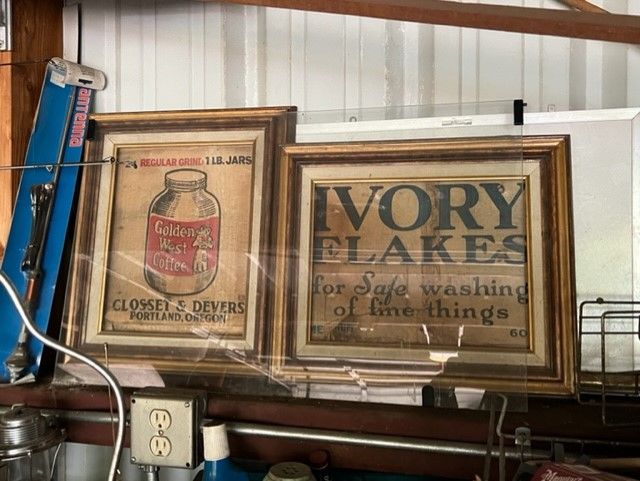 REGULAR GRIND 1 LB. JARS
Golden
West
Coffee
CLOSSET & DEVERS
PORTLAND, OREGON
IVORY
FLAKES
for Safe washing
of fine things
60